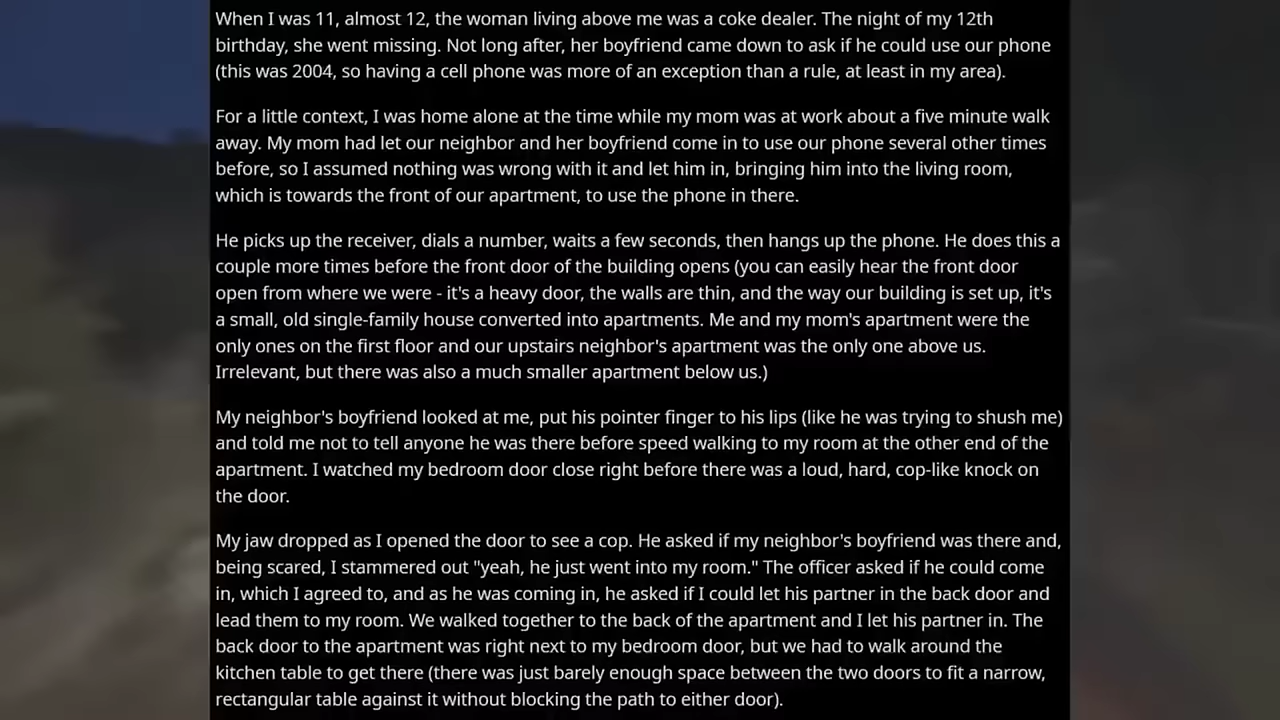 When I was 11, almost 12, the woman living above me was a coke dealer. The night of my 12th
birthday, she went missing. Not long after, her boyfriend came down to ask if he could use our phone
(this was 2004, so having a cell phone was more of an exception than a rule, at least in my area).
For a little context, I was home alone at the time while my mom was at work about a five minute walk
away. My mom had let our neighbor and her boyfriend come in to use our phone several other times
before, so I assumed nothing was wrong with it and let him in, bringing him into the living room,
which is towards the front of our apartment, to use the phone in there.
He picks up the receiver, dials a number, waits a few seconds, then hangs up the phone. He does this a
couple more times before the front door of the building opens (you can easily hear the front door
open from where we were - it's a heavy door, the walls are thin, and the way our building is set up, it's
a small, old single-family house converted into apartments. Me and my mom's apartment were the
only ones on the first floor and our upstairs neighbor's apartment was the only one above us.
Irrelevant, but there was also a much smaller apartment below us.)
My neighbor's boyfriend looked at me, put his pointer finger to his lips (like he was trying to shush me)
and told me not to tell anyone he was there before speed walking to my room at the other end of the
apartment. I watched my bedroom door close right before there was a loud, hard, cop-like knock on
the door.
My jaw dropped as I opened the door to see a cop. He asked if my neighbor's boyfriend was there and,
being scared, I stammered out "yeah, he just went into my room." The officer asked if he could come
in, which I agreed to, and as he was coming in, he asked if I could let his partner in the back door and
lead them to my room. We walked together to the back of the apartment and I let his partner in. The
back door to the apartment was right next to my bedroom door, but we had to walk around the
kitchen table to get there (there was just barely enough space between the two doors to fit a narrow,
rectangular table against it without blocking the path to either door).